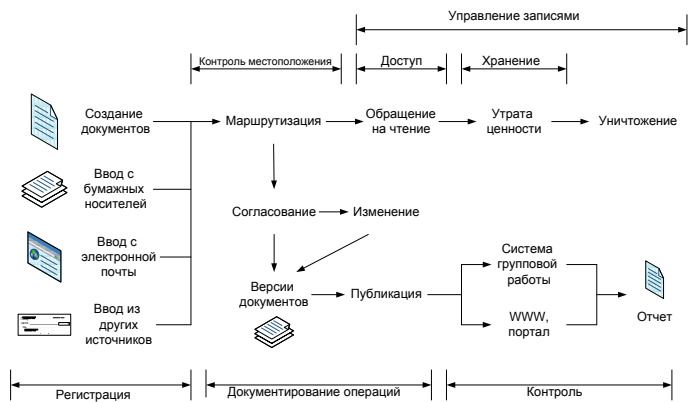 Управление записями
Контроль местоположения
Доступ
Хранение
Создание
документов
Маршрутизация
Обращение
на чтение
Утрата
ценности
Уничтожение
Ввод с
бумажных
носителей
Согласование
Изменение
Ввод с
электронной
почты
Система
групповой
работы
Версии
документов
Публикация
Ввод из
других
источников
WWW,
портал
Отчет
Регистрация
Документирование операций
Контроль